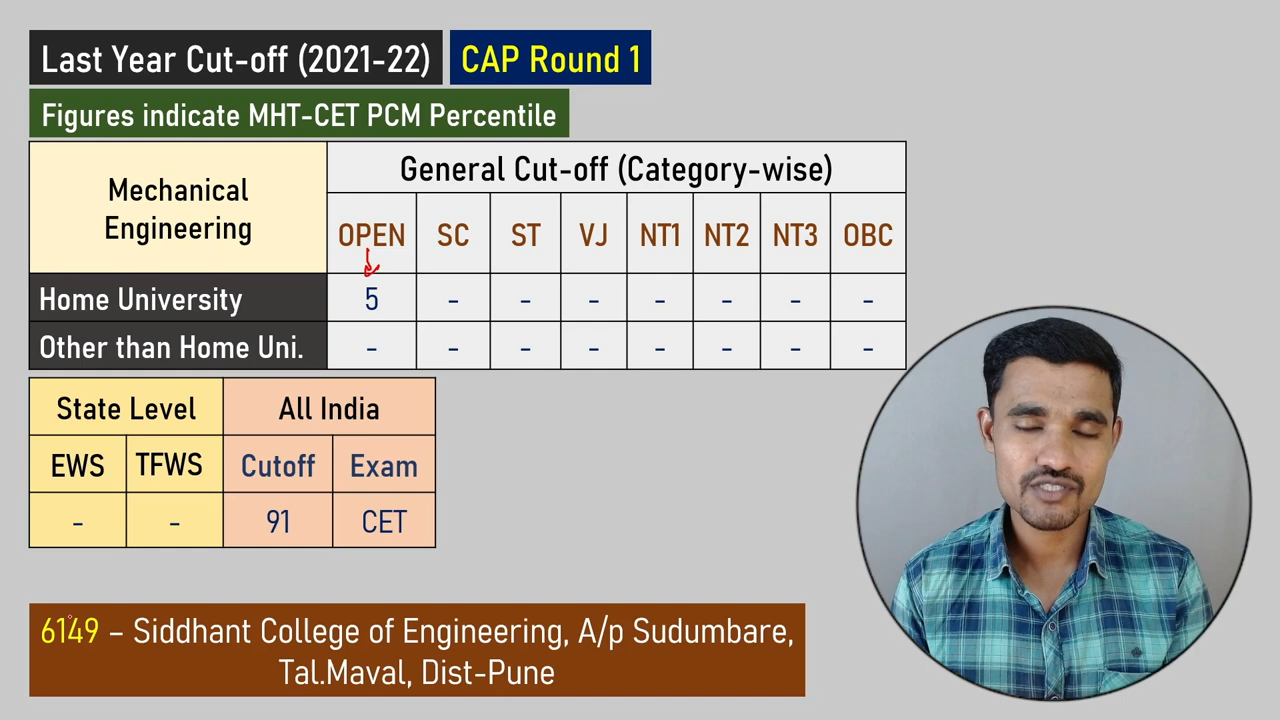 Last Year Cut-off (2021-22) CAP Round 1
Figures indicate MHT-CET PCM Percentile
Mechanical Engineering
General Cut-off (Category-wise)
OPEN SC ST VJ NT1 NT2 NT3 OBC
Home University 5 - - - - - - -
Other than Home Uni. - - - - - - - -
State Level All India
EWS TFWS Cutoff Exam
- - 91 CET
6149 – Siddhant College of Engineering, A/p Sudumbare,
Tal.Maval, Dist-Pune